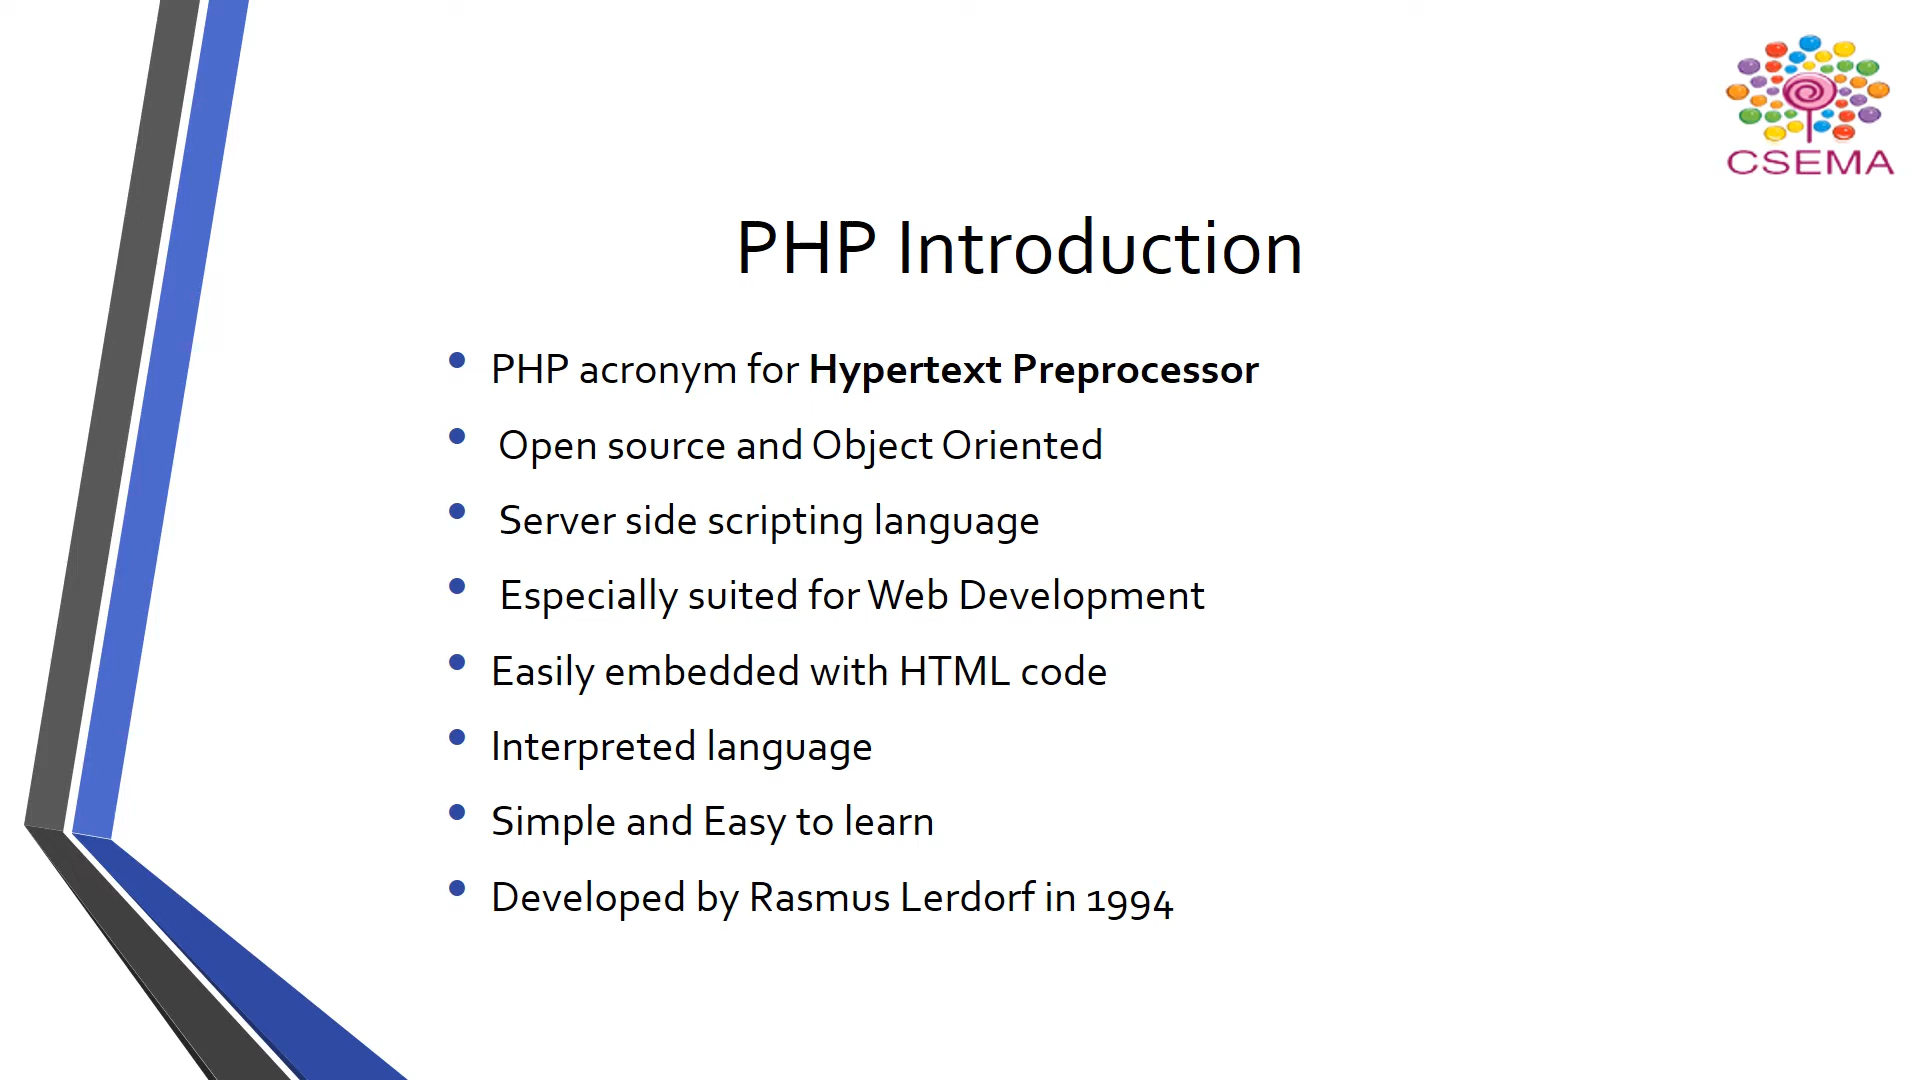 CSEMA
PHP Introduction
• PHP acronym for Hypertext Preprocessor
• Open source and Object Oriented
• Server side scripting language
• Especially suited for Web Development
• Easily embedded with HTML code
• Interpreted language
• Simple and Easy to learn
• Developed by Rasmus Lerdorf in 1994